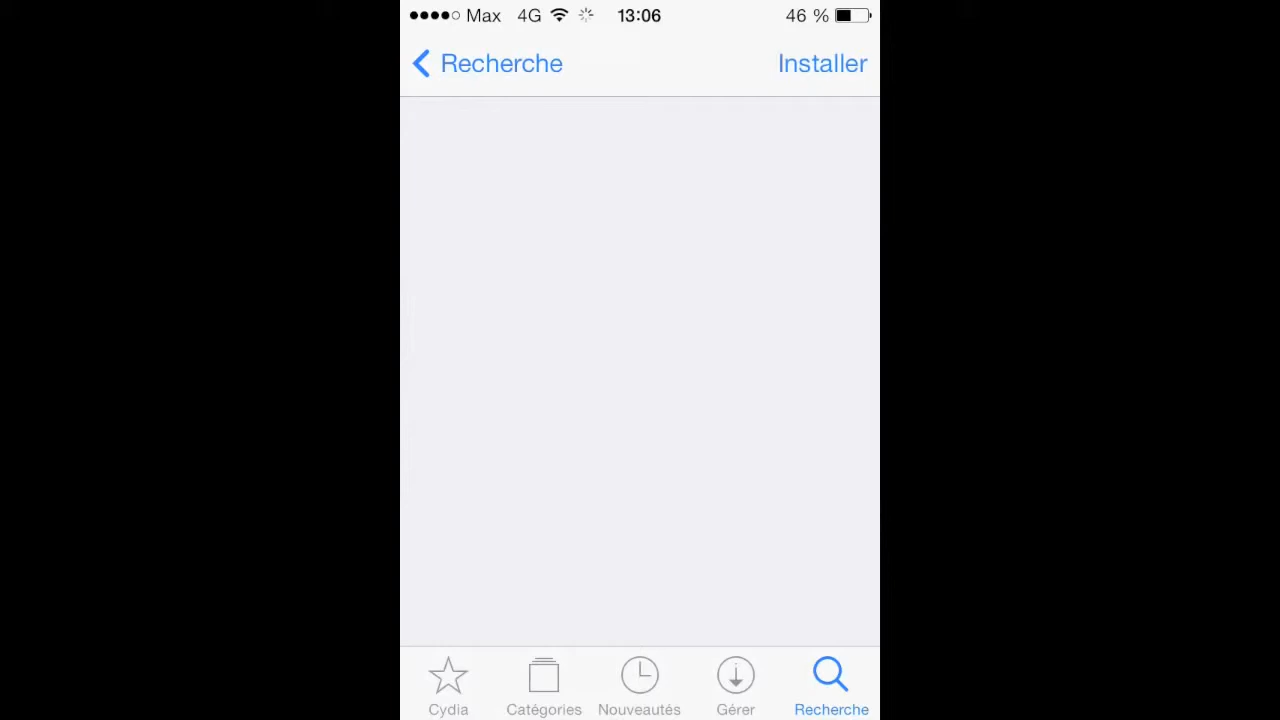 Max 4G 13:06 46 %
Recherche Installer
Cydia Catégories Nouveautés Gérer Recherche